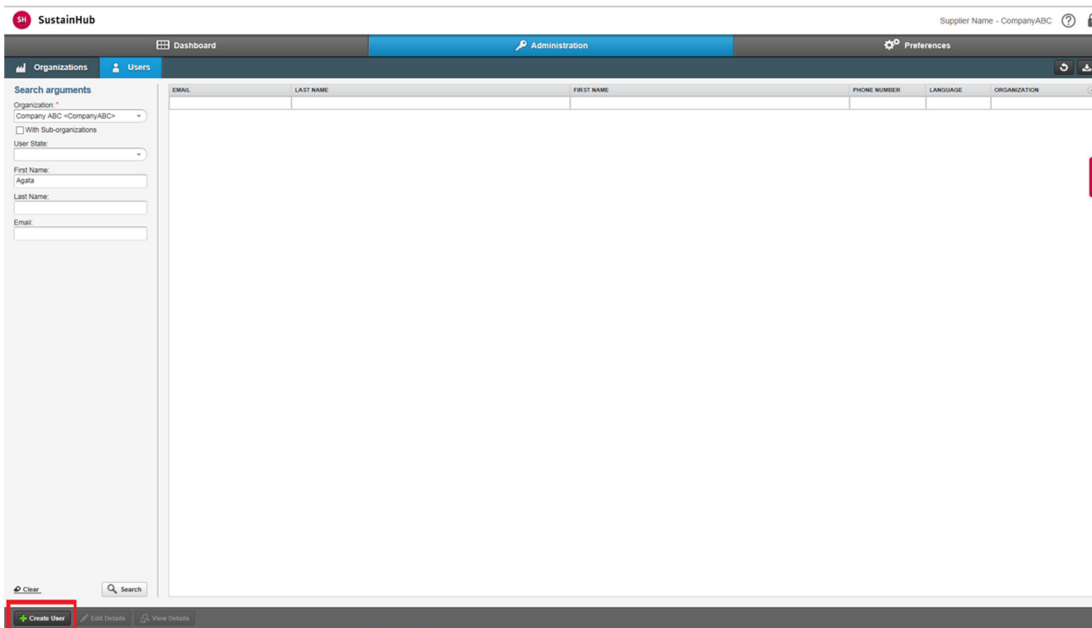 SH SustainHub
Supplier Name - CompanyABC ?
Dashboard Administration Preferences
Organizations Users
Search arguments
Organization: *
Company ABC <CompanyABC>
With Sub-organizations
User State:
First Name:
Agata
Last Name:
Email:
EMAIL LAST NAME FIRST NAME PHONE NUMBER LANGUAGE ORGANIZATION
Clear Search
Create User Edit Details View Details